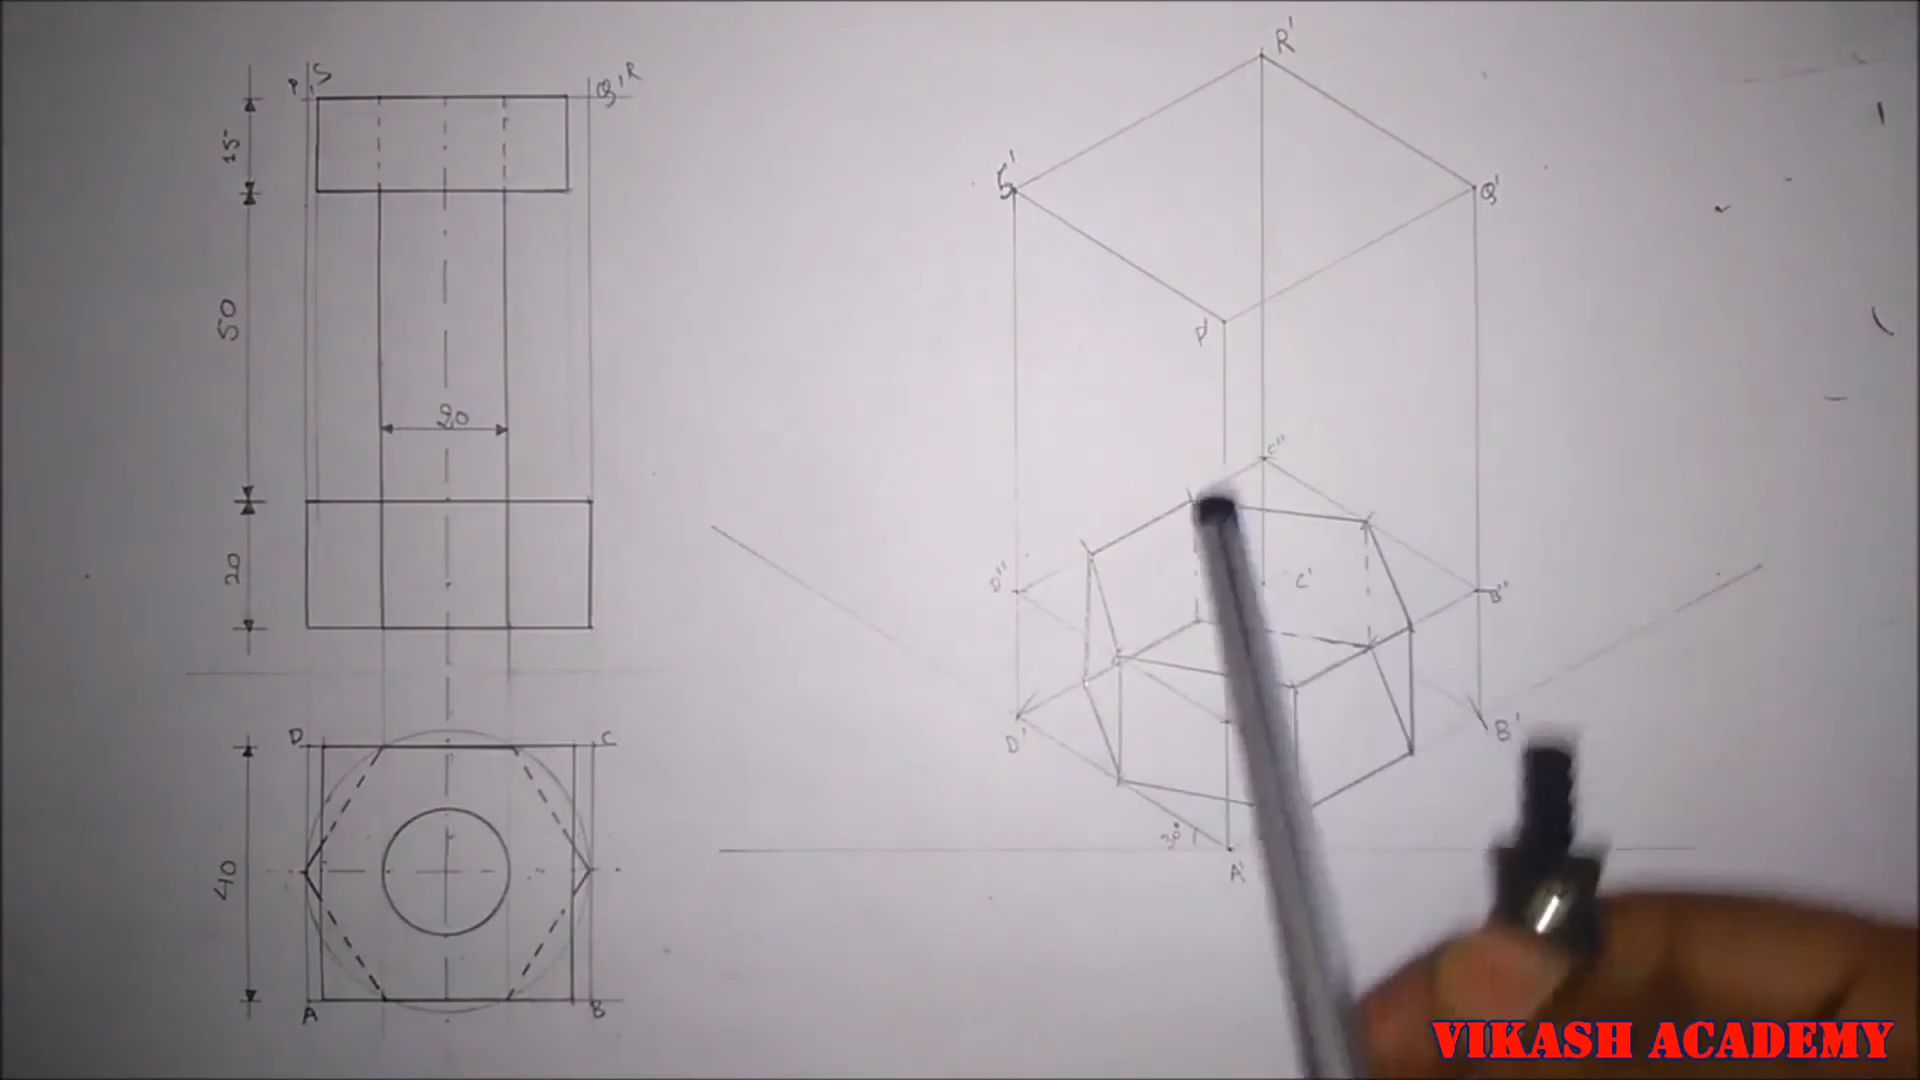 P, S
Q, R
15
50
20
20
D
C
40
A
B
R'
S'
Q'
P'
C"
D"
C'
B"
D'
B'
30°
A'
VIKASH ACADEMY